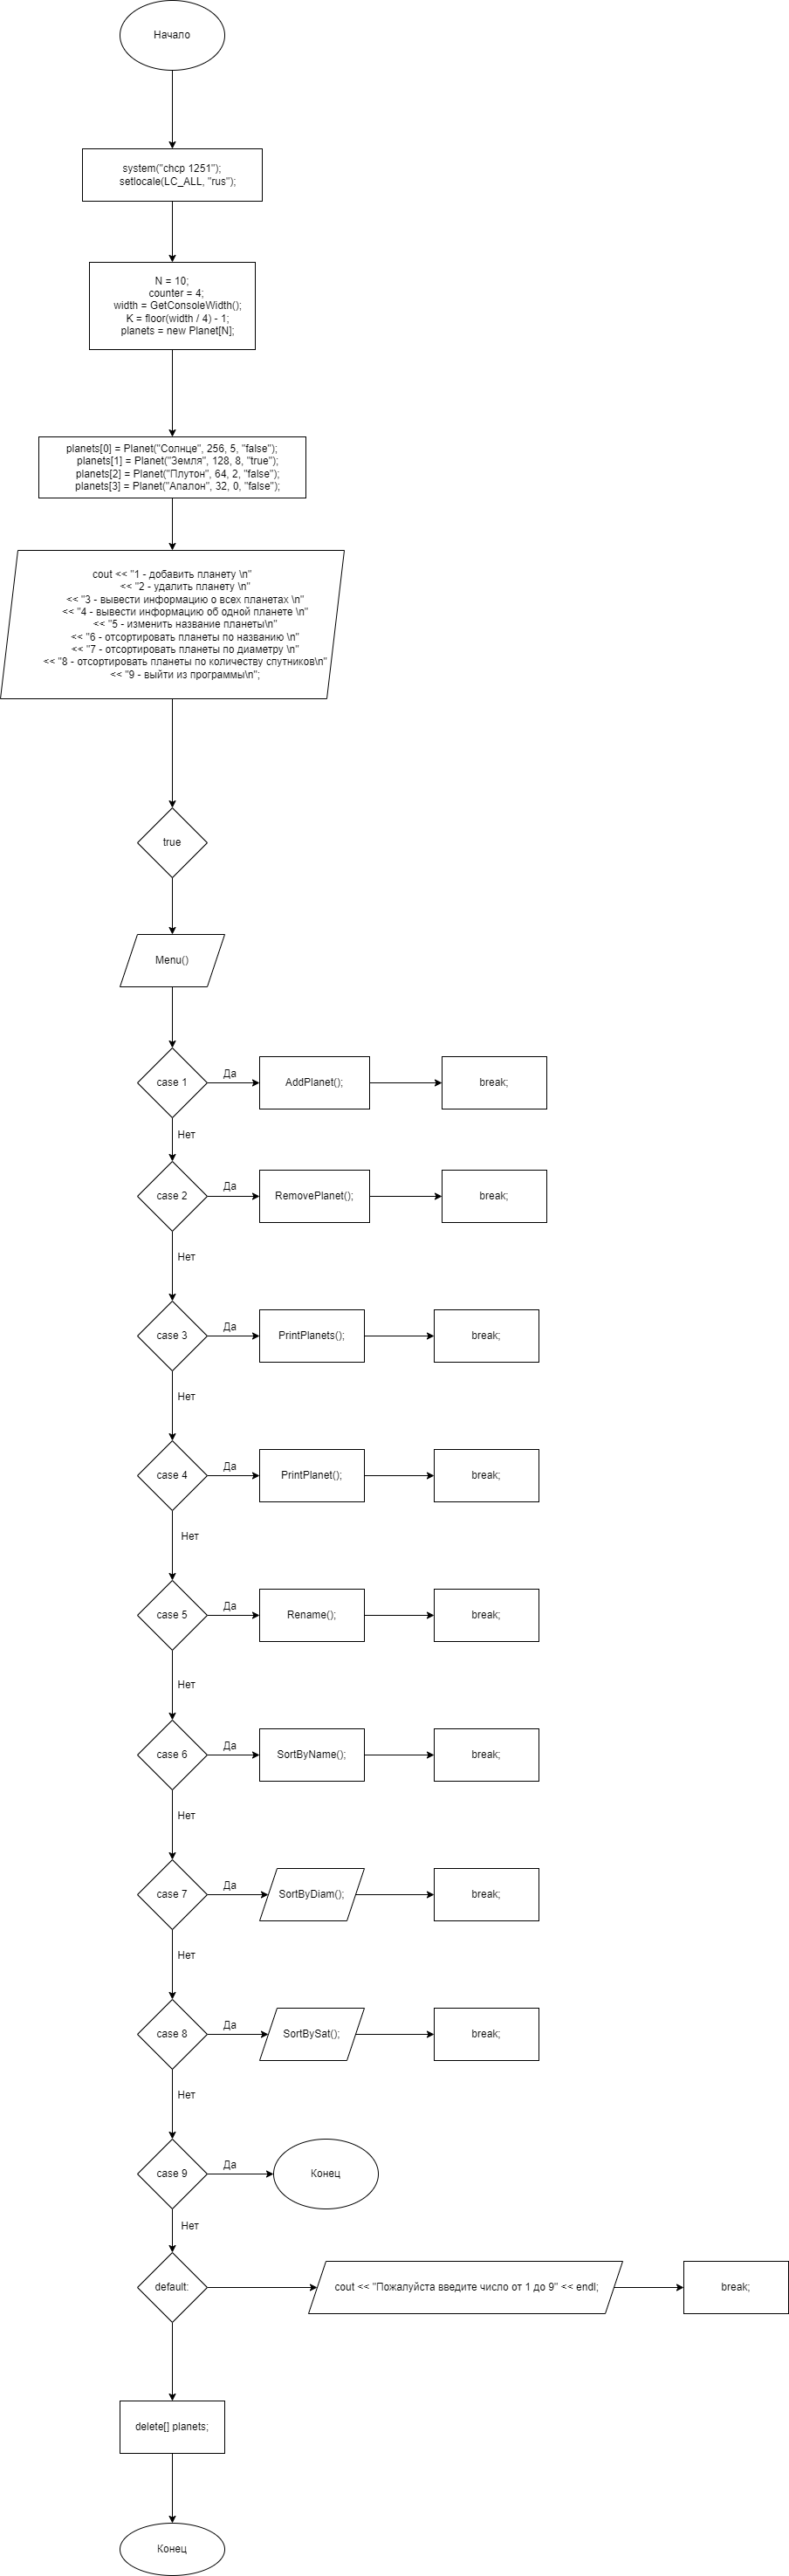 Начало
system("chcp 1251");
setlocale(LC_ALL, "rus");
N = 10;
counter = 4;
width = GetConsoleWidth();
K = floor(width / 4) - 1;
planets = new Planet[N];
planets[0] = Planet("Солнце", 256, 5, "false");
planets[1] = Planet("Земля", 128, 8, "true");
planets[2] = Planet("Плутон", 64, 2, "false");
planets[3] = Planet("Апалон", 32, 0, "false");
cout << "1 - добавить планету \n"
<< "2 - удалить планету \n"
<< "3 - вывести информацию о всех планетах \n"
<< "4 - вывести информацию об одной планете \n"
<< "5 - изменить название планеты\n"
<< "6 - отсортировать планеты по названию \n"
<< "7 - отсортировать планеты по диаметру \n"
<< "8 - отсортировать планеты по количеству спутников\n"
<< "9 - выйти из программы\n";
true
Menu()
case 1
Да
AddPlanet();
break;
Нет
case 2
Да
RemovePlanet();
break;
Нет
case 3
Да
PrintPlanets();
break;
Нет
case 4
Да
PrintPlanet();
break;
Нет
case 5
Да
Rename();
break;
Нет
case 6
Да
SortByName();
break;
Нет
case 7
Да
SortByDiam();
break;
Нет
case 8
Да
SortBySat();
break;
Нет
case 9
Да
Конец
Нет
default:
cout << "Пожалуйста введите число от 1 до 9" << endl;
break;
delete[] planets;
Конец